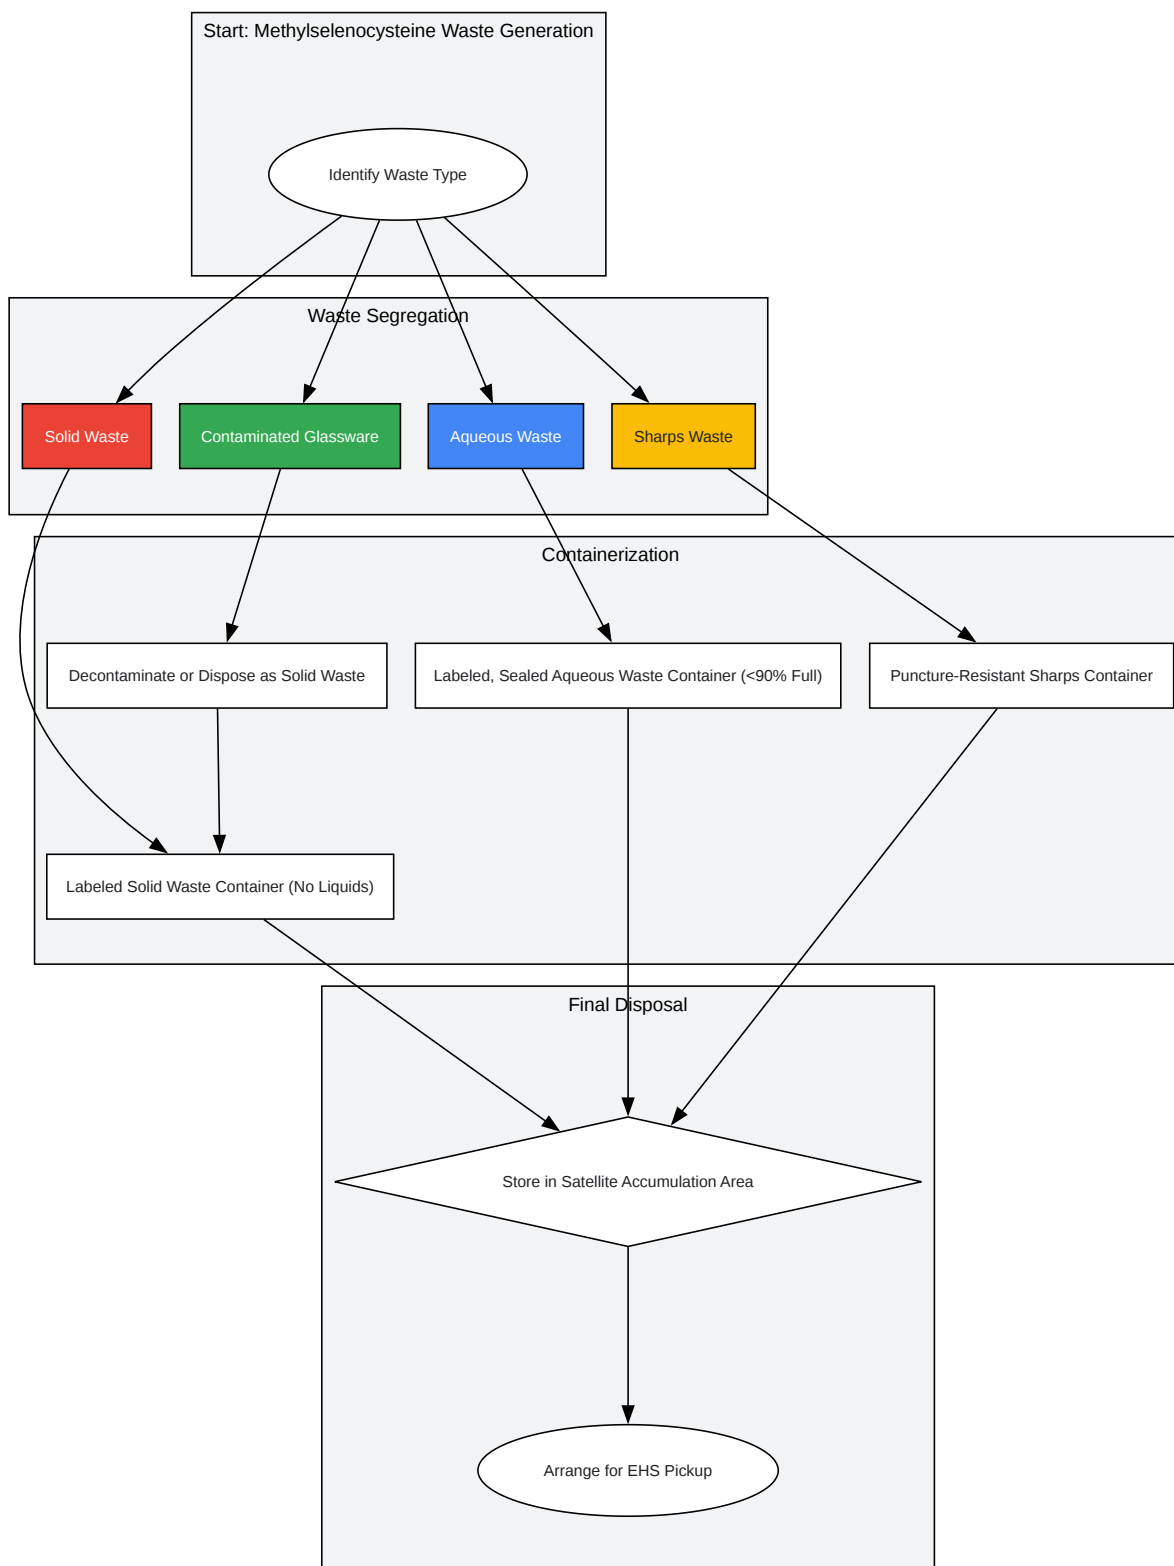 Start: Methylselenocysteine Waste Generation
Identify Waste Type
Waste Segregation
Solid Waste
Contaminated Glassware
Aqueous Waste
Sharps Waste
Containerization
Decontaminate or Dispose as Solid Waste
Labeled, Sealed Aqueous Waste Container (<90% Full)
Puncture-Resistant Sharps Container
Labeled Solid Waste Container (No Liquids)
Final Disposal
Store in Satellite Accumulation Area
Arrange for EHS Pickup